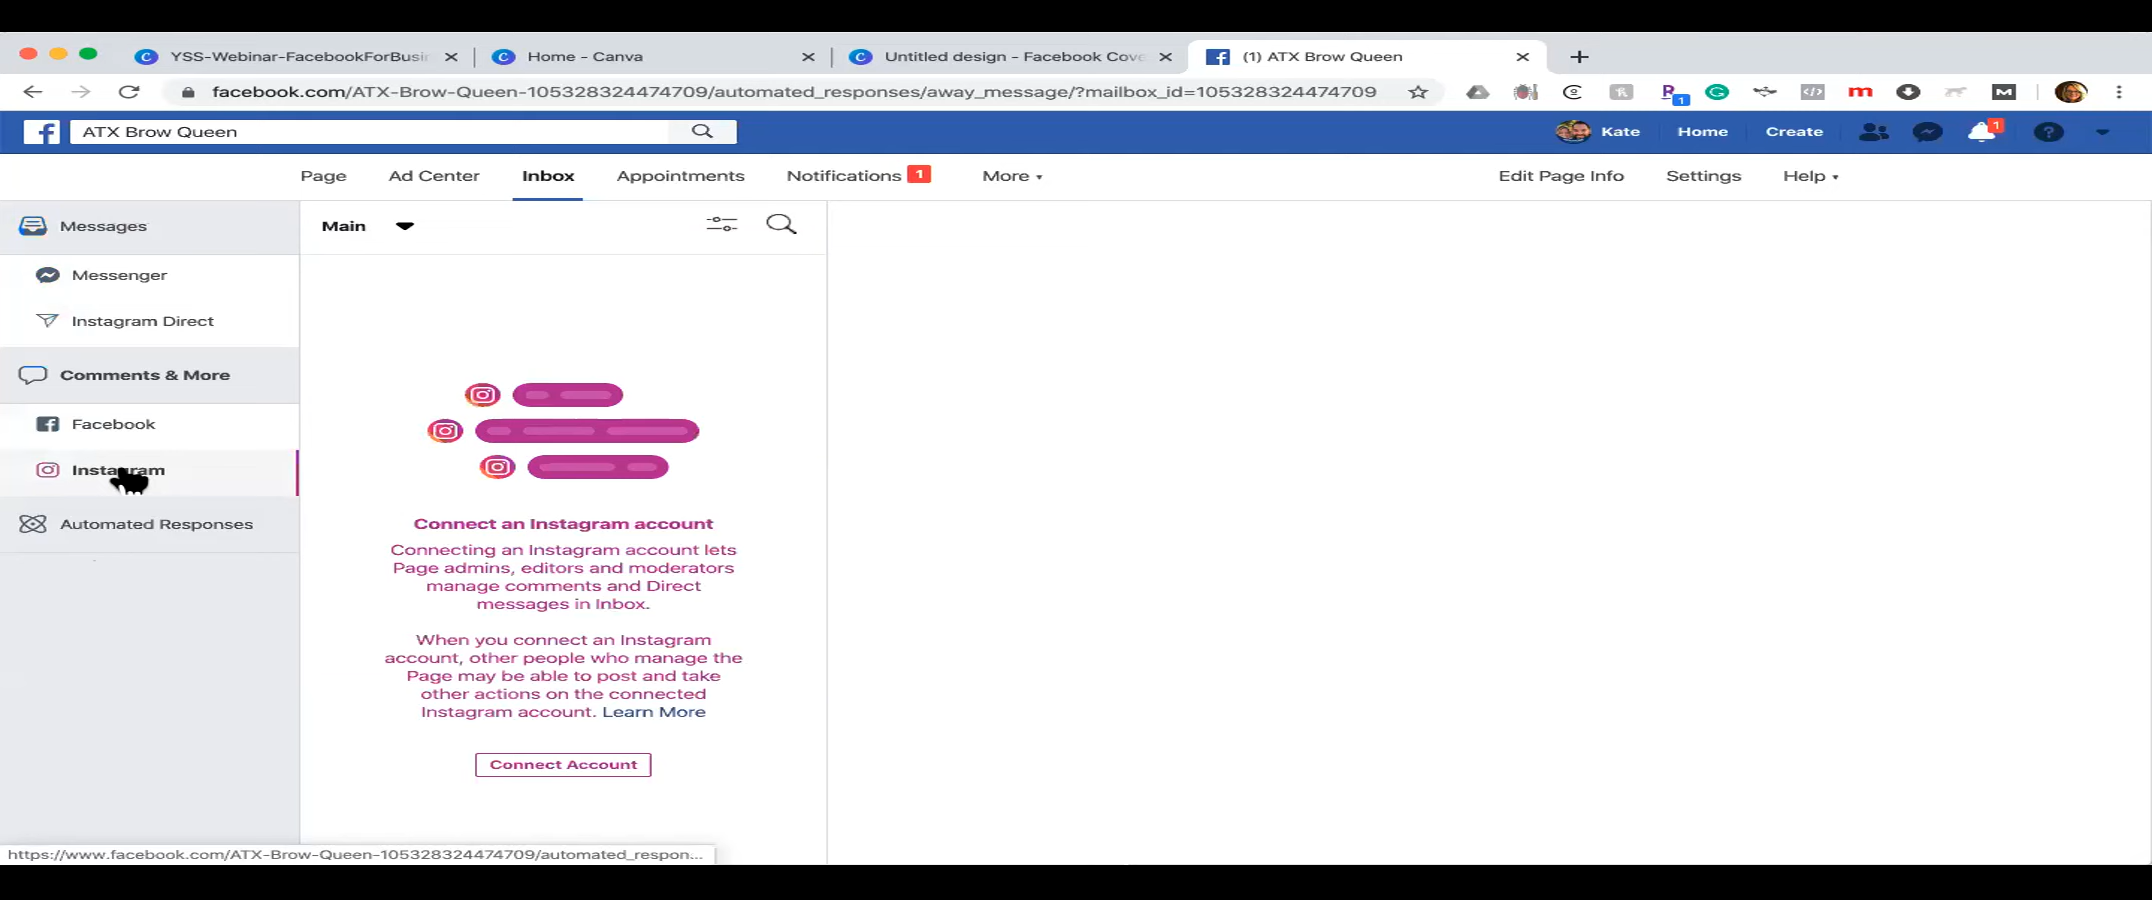 YSS-Webinar-FacebookForBusi
Home - Canva
Untitled design - Facebook Cov
(1) ATX Brow Queen
facebook.com/ATX-Brow-Queen-105328324474709/automated_responses/away_message/?mailbox_id=105328324474709
1
ATX Brow Queen
Kate
Home
Create
1
Page
Ad Center
Inbox
Appointments
Notifications 1
More
Edit Page Info
Settings
Help
Messages
Messenger
Instagram Direct
Comments & More
Facebook
Instagram
Automated Responses
Main
Connect an Instagram account
Connecting an Instagram account lets
Page admins, editors and moderators
manage comments and Direct
messages in Inbox.
When you connect an Instagram
account, other people who manage the
Page may be able to post and take
other actions on the connected
Instagram account. Learn More
Connect Account
https://www.facebook.com/ATX-Brow-Queen-105328324474709/automated_respon...